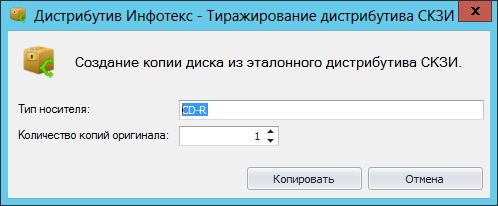 Дистрибутив Инфотекс - Тиражирование дистрибутива СКЗИ
Создание копии диска из эталонного дистрибутива СКЗИ.
Тип носителя:
CD-R
Количество копий оригинала:
1
Копировать
Отмена